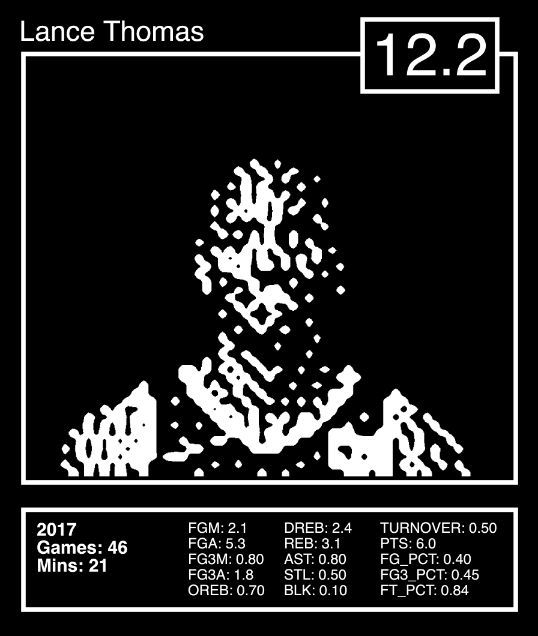 Lance Thomas
12.2
2017
Games: 46
Mins: 21
FGM: 2.1
FGA: 5.3
FG3M: 0.80
FG3A: 1.8
OREB: 0.70
DREB: 2.4
REB: 3.1
AST: 0.80
STL: 0.50
BLK: 0.10
TURNOVER: 0.50
PTS: 6.0
FG_PCT: 0.40
FG3_PCT: 0.45
FT_PCT: 0.84